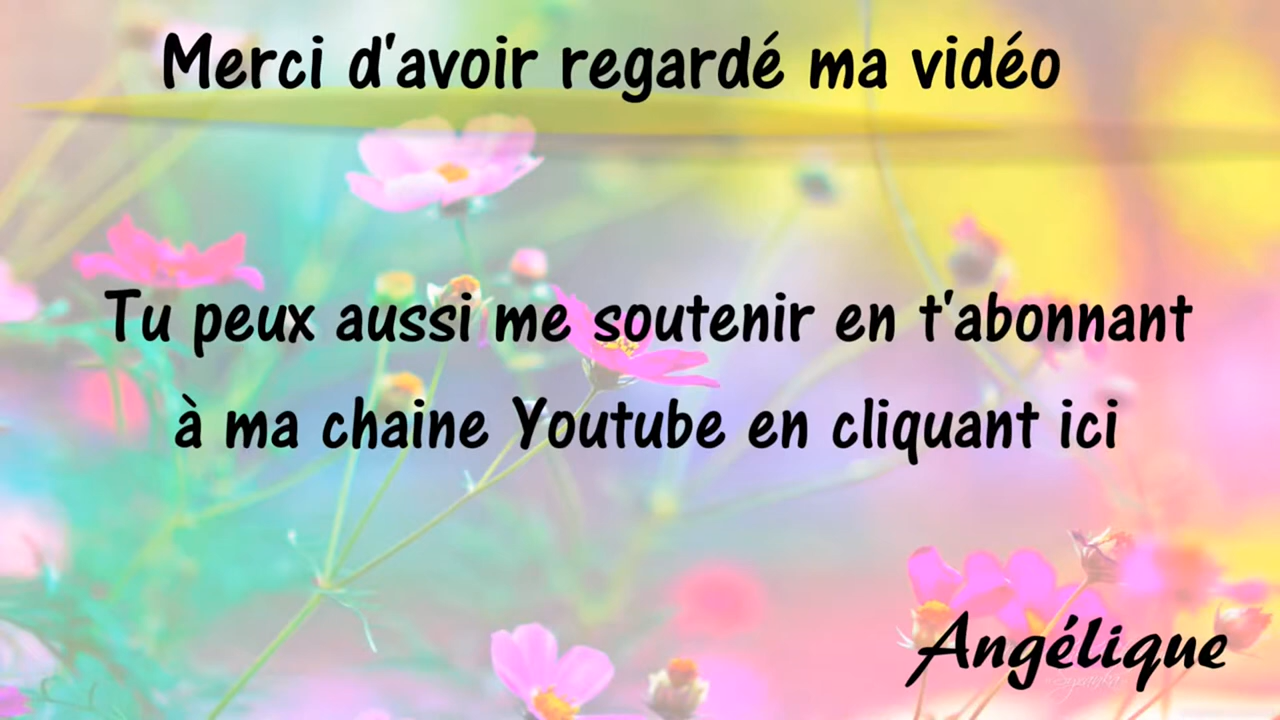 Merci d'avoir regardé ma vidéo
Tu peux aussi me soutenir en t'abonnant
à ma chaine Youtube en cliquant ici
Angélique